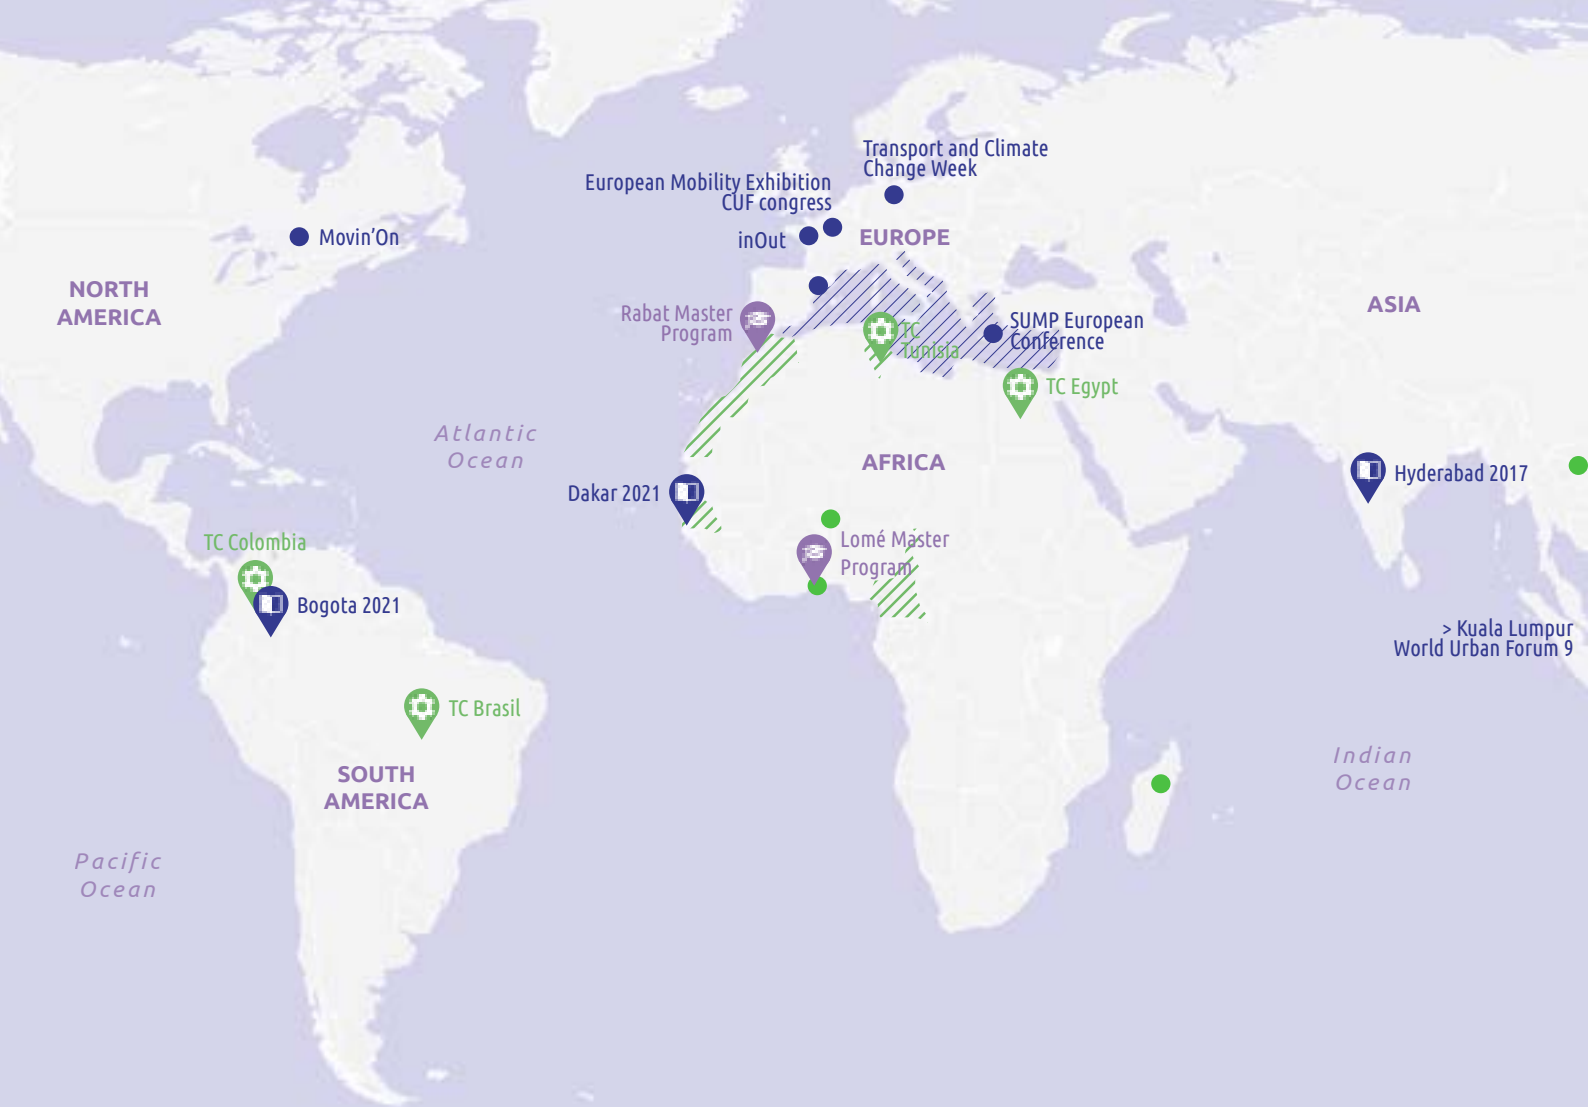 Transport and Climate
Change Week
European Mobility Exhibition
CUF congress
inOut
EUROPE
Movin'On
NORTH
AMERICA
ASIA
Rabat Master
Program
TC
Tunisia
SUMP European
Conference
TC Egypt
Atlantic
Ocean
AFRICA
Hyderabad 2017
Dakar 2021
Lomé Master
Program
TC Colombia
Bogota 2021
> Kuala Lumpur
World Urban Forum 9
TC Brasil
SOUTH
AMERICA
Indian
Ocean
Pacific
Ocean